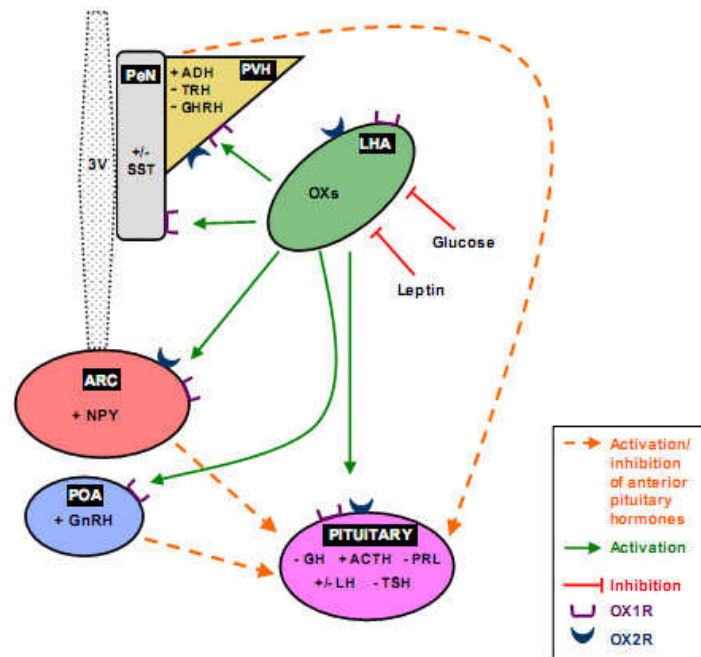 PeN
+ ADH
PVH
~ TRH
~ GHRH
3V
+/-
SST
LHA
OXs
Glucose
Leptin
ARC
+ NPY
POA
+ GnRH
PITUITARY
- GH + ACTH - PRL
+/- LH - TSH
Activation/
inhibition
of anterior
pituitary
hormones
Activation
Inhibition
OX1R
OX2R